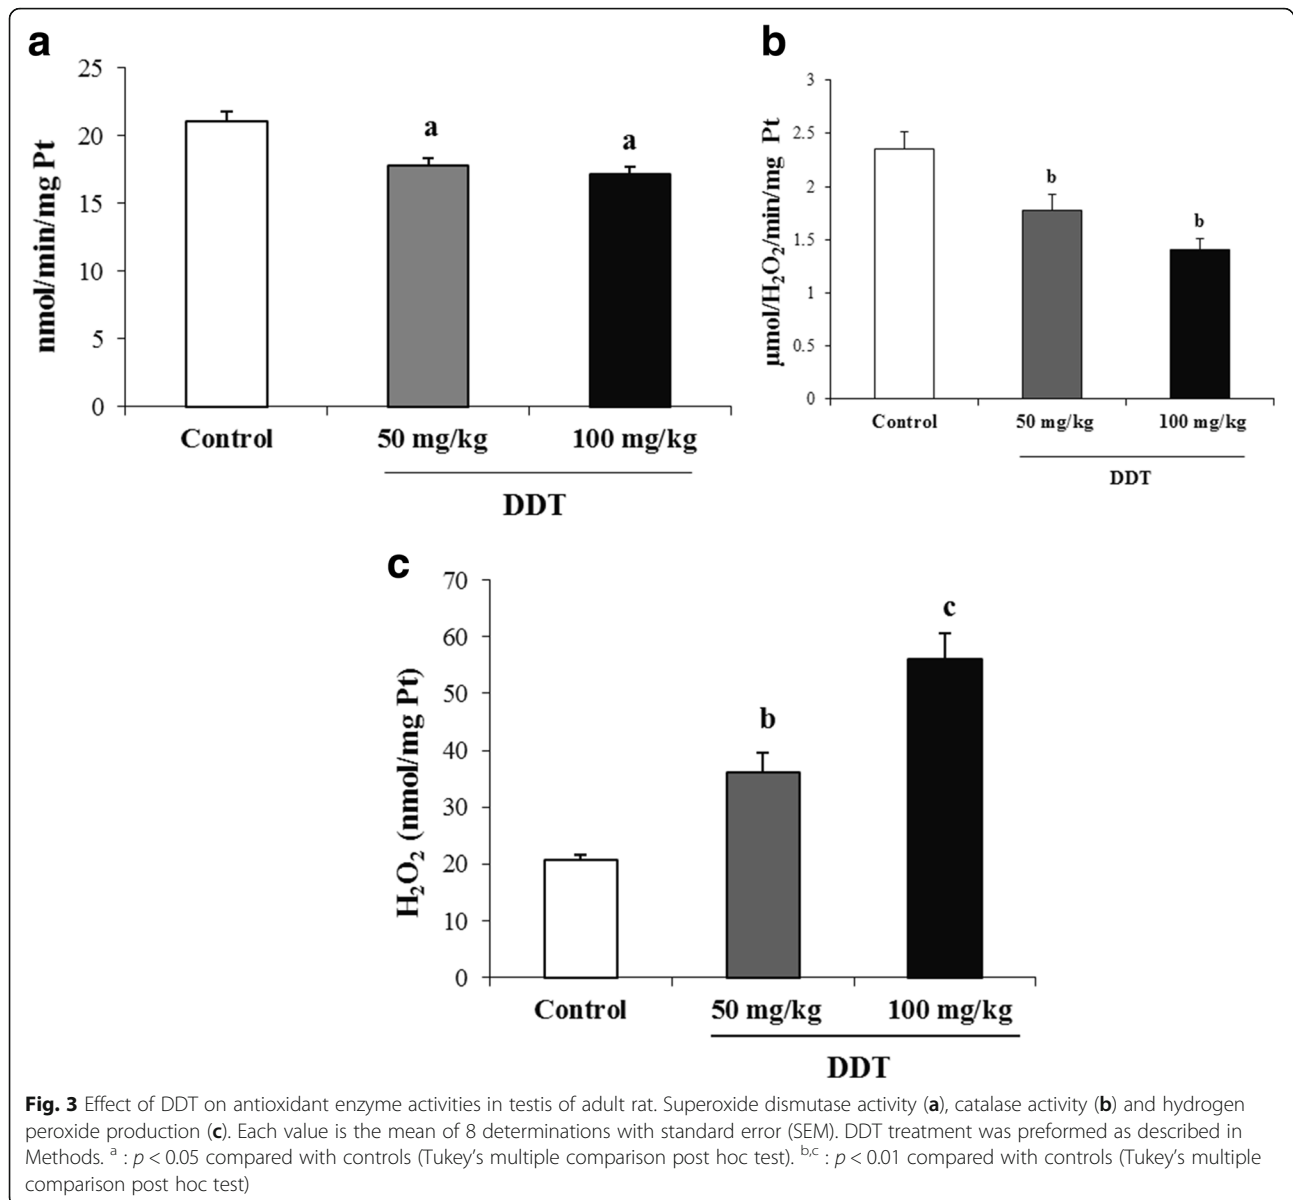 a
25
20
15
10
5
0
nmol/min/mg Pt
a
a
Control
50 mg/kg
100 mg/kg
DDT
b
3
2.5
2
1.5
1
0.5
0
µmol/H₂O₂/min/mg Pt
b
b
Control
50 mg/kg
100 mg/kg
DDT
c
70
60
50
40
30
20
10
0
H₂O₂ (nmol/mg Pt)
b
c
Control
50 mg/kg
100 mg/kg
DDT
Fig. 3 Effect of DDT on antioxidant enzyme activities in testis of adult rat. Superoxide dismutase activity (a), catalase activity (b) and hydrogen
peroxide production (c). Each value is the mean of 8 determinations with standard error (SEM). DDT treatment was preformed as described in
Methods. ᵃ : p < 0.05 compared with controls (Tukey's multiple comparison post hoc test). ᵇ,ᶜ : p < 0.01 compared with controls (Tukey's multiple
comparison post hoc test)